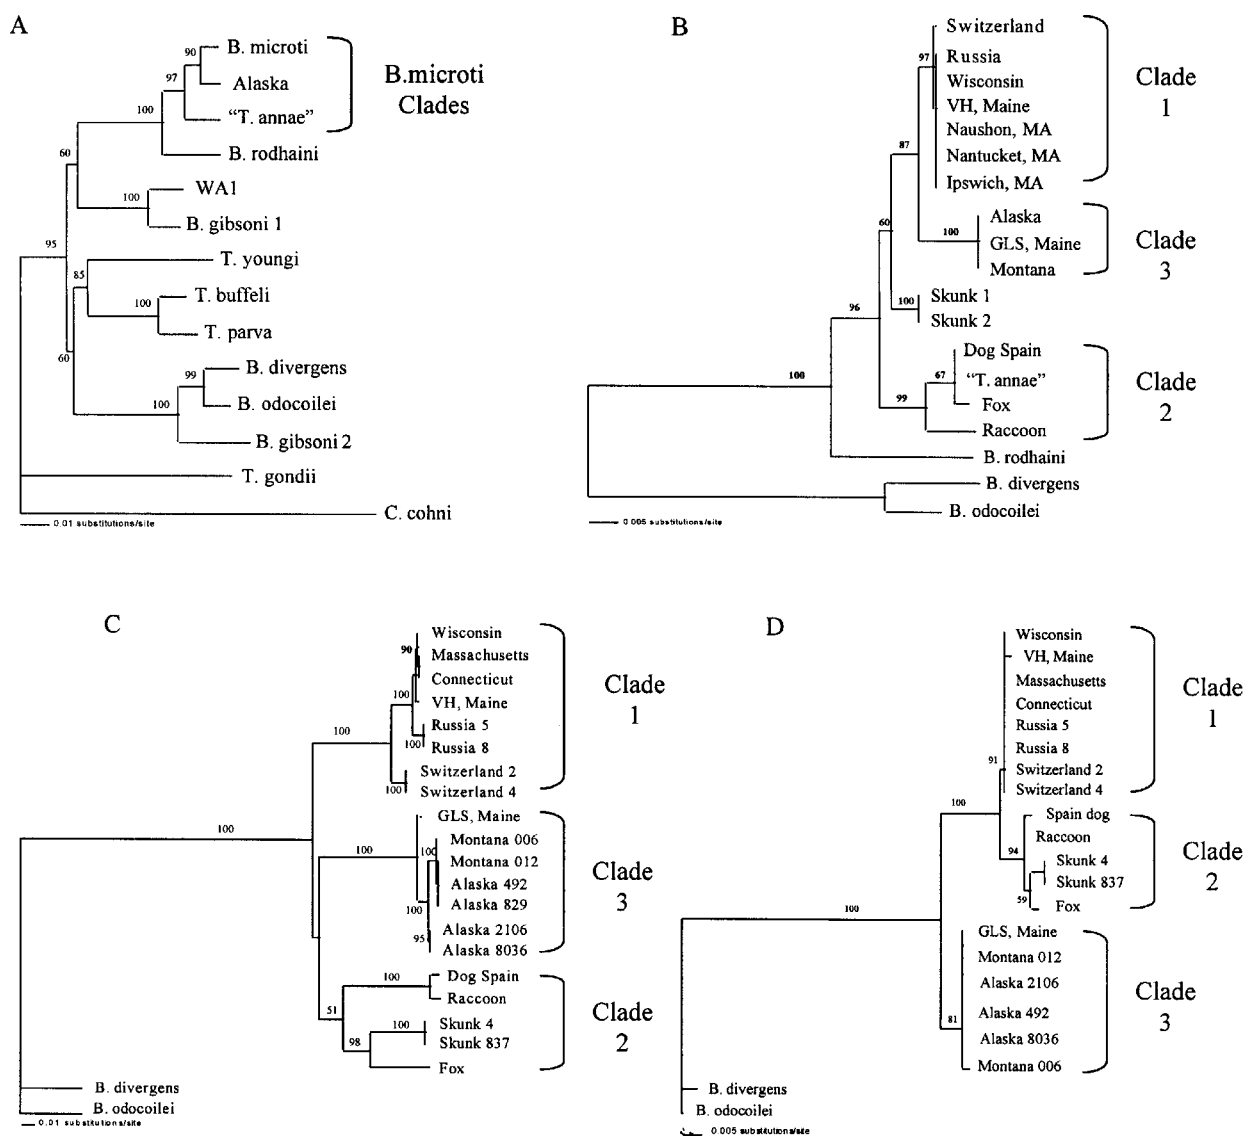 A
90
B. microti
97
Alaska
100
"T. annae"
B.microti
Clades
B. rodhaini
60
WA1
100
B. gibsoni 1
95
T. youngi
85
T. buffeli
100
T. parva
60
B. divergens
99
B. odocoilei
100
B. gibsoni 2
T. gondii
C. cohni
0.01 substitutions/site
B
Switzerland
97
Russia
Wisconsin
VH, Maine
Naushon, MA
Nantucket, MA
Ipswich, MA
Clade
1
87
Alaska
100
GLS, Maine
Montana
Clade
3
60
100
Skunk 1
Skunk 2
96
Dog Spain
67
"T. annae"
99
Fox
Raccoon
Clade
2
100
B. rodhaini
B. divergens
B. odocoilei
0.005 substitutions/site
C
Wisconsin
90
Massachusetts
Connecticut
100
VH, Maine
Russia 5
100
Russia 8
100
Switzerland 2
100
Switzerland 4
Clade
1
GLS, Maine
100
Montana 006
100
Montana 012
Alaska 492
100
Alaska 829
Alaska 2106
95
Alaska 8036
Clade
3
100
100
Dog Spain
Raccoon
51
100
Skunk 4
Skunk 837
98
Fox
Clade
2
B. divergens
B. odocoilei
0.01 substitutions/site
D
Wisconsin
VH, Maine
Massachusetts
Connecticut
Russia 5
Russia 8
91
Switzerland 2
Switzerland 4
Clade
1
100
Spain dog
Raccoon
94
Skunk 4
Skunk 837
59
Fox
Clade
2
100
GLS, Maine
Montana 012
Alaska 2106
Alaska 492
81
Alaska 8036
Montana 006
Clade
3
B. divergens
B. odocoilei
0.005 substitutions/site